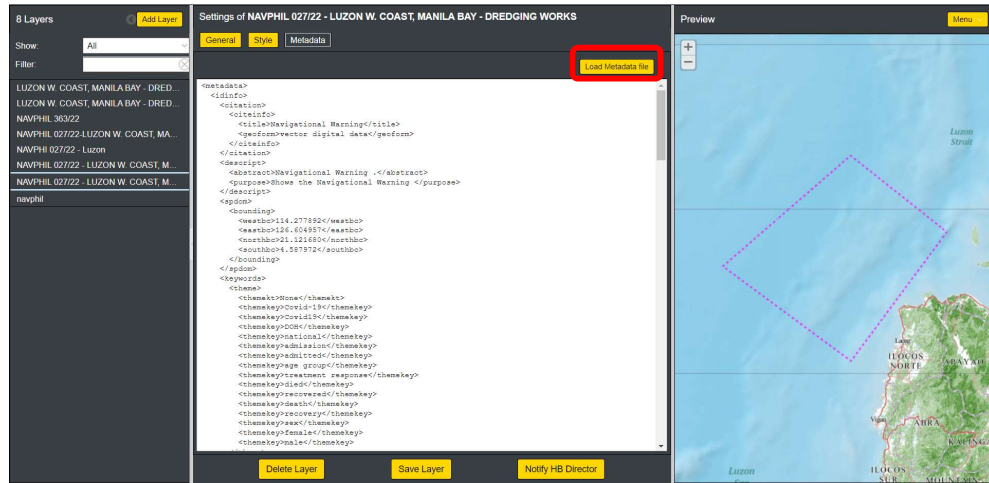 8 Layers
Add Layer
Show:
All
Filter:
LUZON W. COAST, MANILA BAY - DRED...
LUZON W. COAST, MANILA BAY - DRED...
NAVPHIL 363/22
NAVPHIL 027/22-LUZON W. COAST, MA...
NAVPHI 027/22 - Luzon
NAVPHIL 027/22 - LUZON W. COAST, M...
NAVPHIL 027/22 - LUZON W. COAST, M...
navphil
Settings of NAVPHIL 027/22 - LUZON W. COAST, MANILA BAY - DREDGING WORKS
General Style Metadata
Load Metadata file
<metadata>
<idinfo>
<citation>
<citeinfo>
<title>Navigational Warning</title>
<geoform>vector digital data</geoform>
</citeinfo>
</citation>
<descript>
<abstract>Navigational Warning .</abstract>
<purpose>Shows the Navigational Warning </purpose>
</descript>
<spdom>
<bounding>
<westbc>114.277892</westbc>
<eastbc>126.604957</eastbc>
<northbc>21.121680</northbc>
<southbc>4.587972</southbc>
</bounding>
</spdom>
<keywords>
<theme>
<themekt>None</themekt>
<themekey>Covid-19</themekey>
<themekey>Covid19</themekey>
<themekey>DOH</themekey>
<themekey>national</themekey>
<themekey>admission</themekey>
<themekey>admitted</themekey>
<themekey>age group</themekey>
<themekey>treatment response</themekey>
<themekey>died</themekey>
<themekey>recovered</themekey>
<themekey>death</themekey>
<themekey>recovery</themekey>
<themekey>sex</themekey>
<themekey>female</themekey>
<themekey>male</themekey>
Delete Layer Save Layer Notify HB Director
Preview
Menu
+
−
Luzon
Strait
Laoag
ILOCOS
NORTE
APAYAO
Vigan
ABRA
KALINGA
Luzon
ILOCOS
SUR
MOUNTAIN